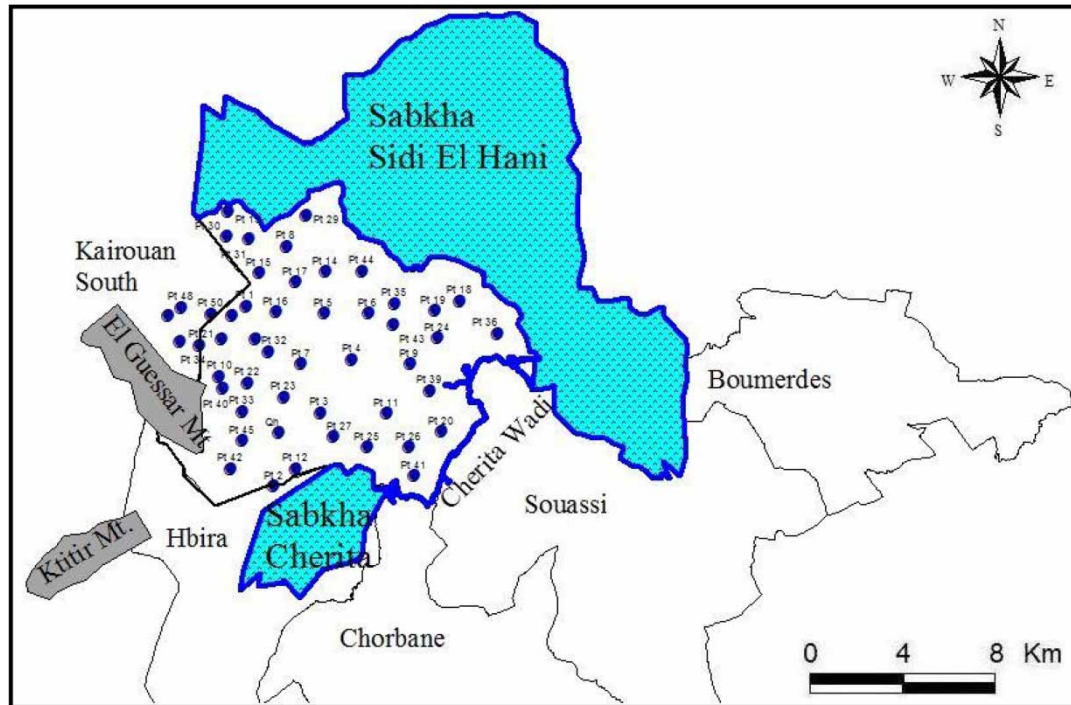 N
W E
S
Sabkha
Sidi El Hani
Pt 29
Pt 30
Pt 8
Pt 31
Kairouan
South
Pt 15
Pt 14
Pt 44
Pt 17
Pt 48
Pt 50
Pt 1
Pt 16
Pt 5
Pt 6
Pt 35
Pt 19
Pt 18
Pt 21
Pt 32
Pt 43
Pt 24
Pt 36
Pt 34
El Guessar Mt
Pt 10
Pt 22
Pt 7
Pt 4
Pt 9
Boumerdes
Pt 40
Pt 33
Pt 23
Pt 3
Pt 11
Pt 39
Pt 45
Pt 27
Pt 25
Pt 26
Pt 20
Cherita Wadi
Pt 42
Pt 12
Pt 2
Pt 41
Souassi
Sabkha
Cherita
Hbira
Ktitir Mt.
Chorbane
0 4 8 Km